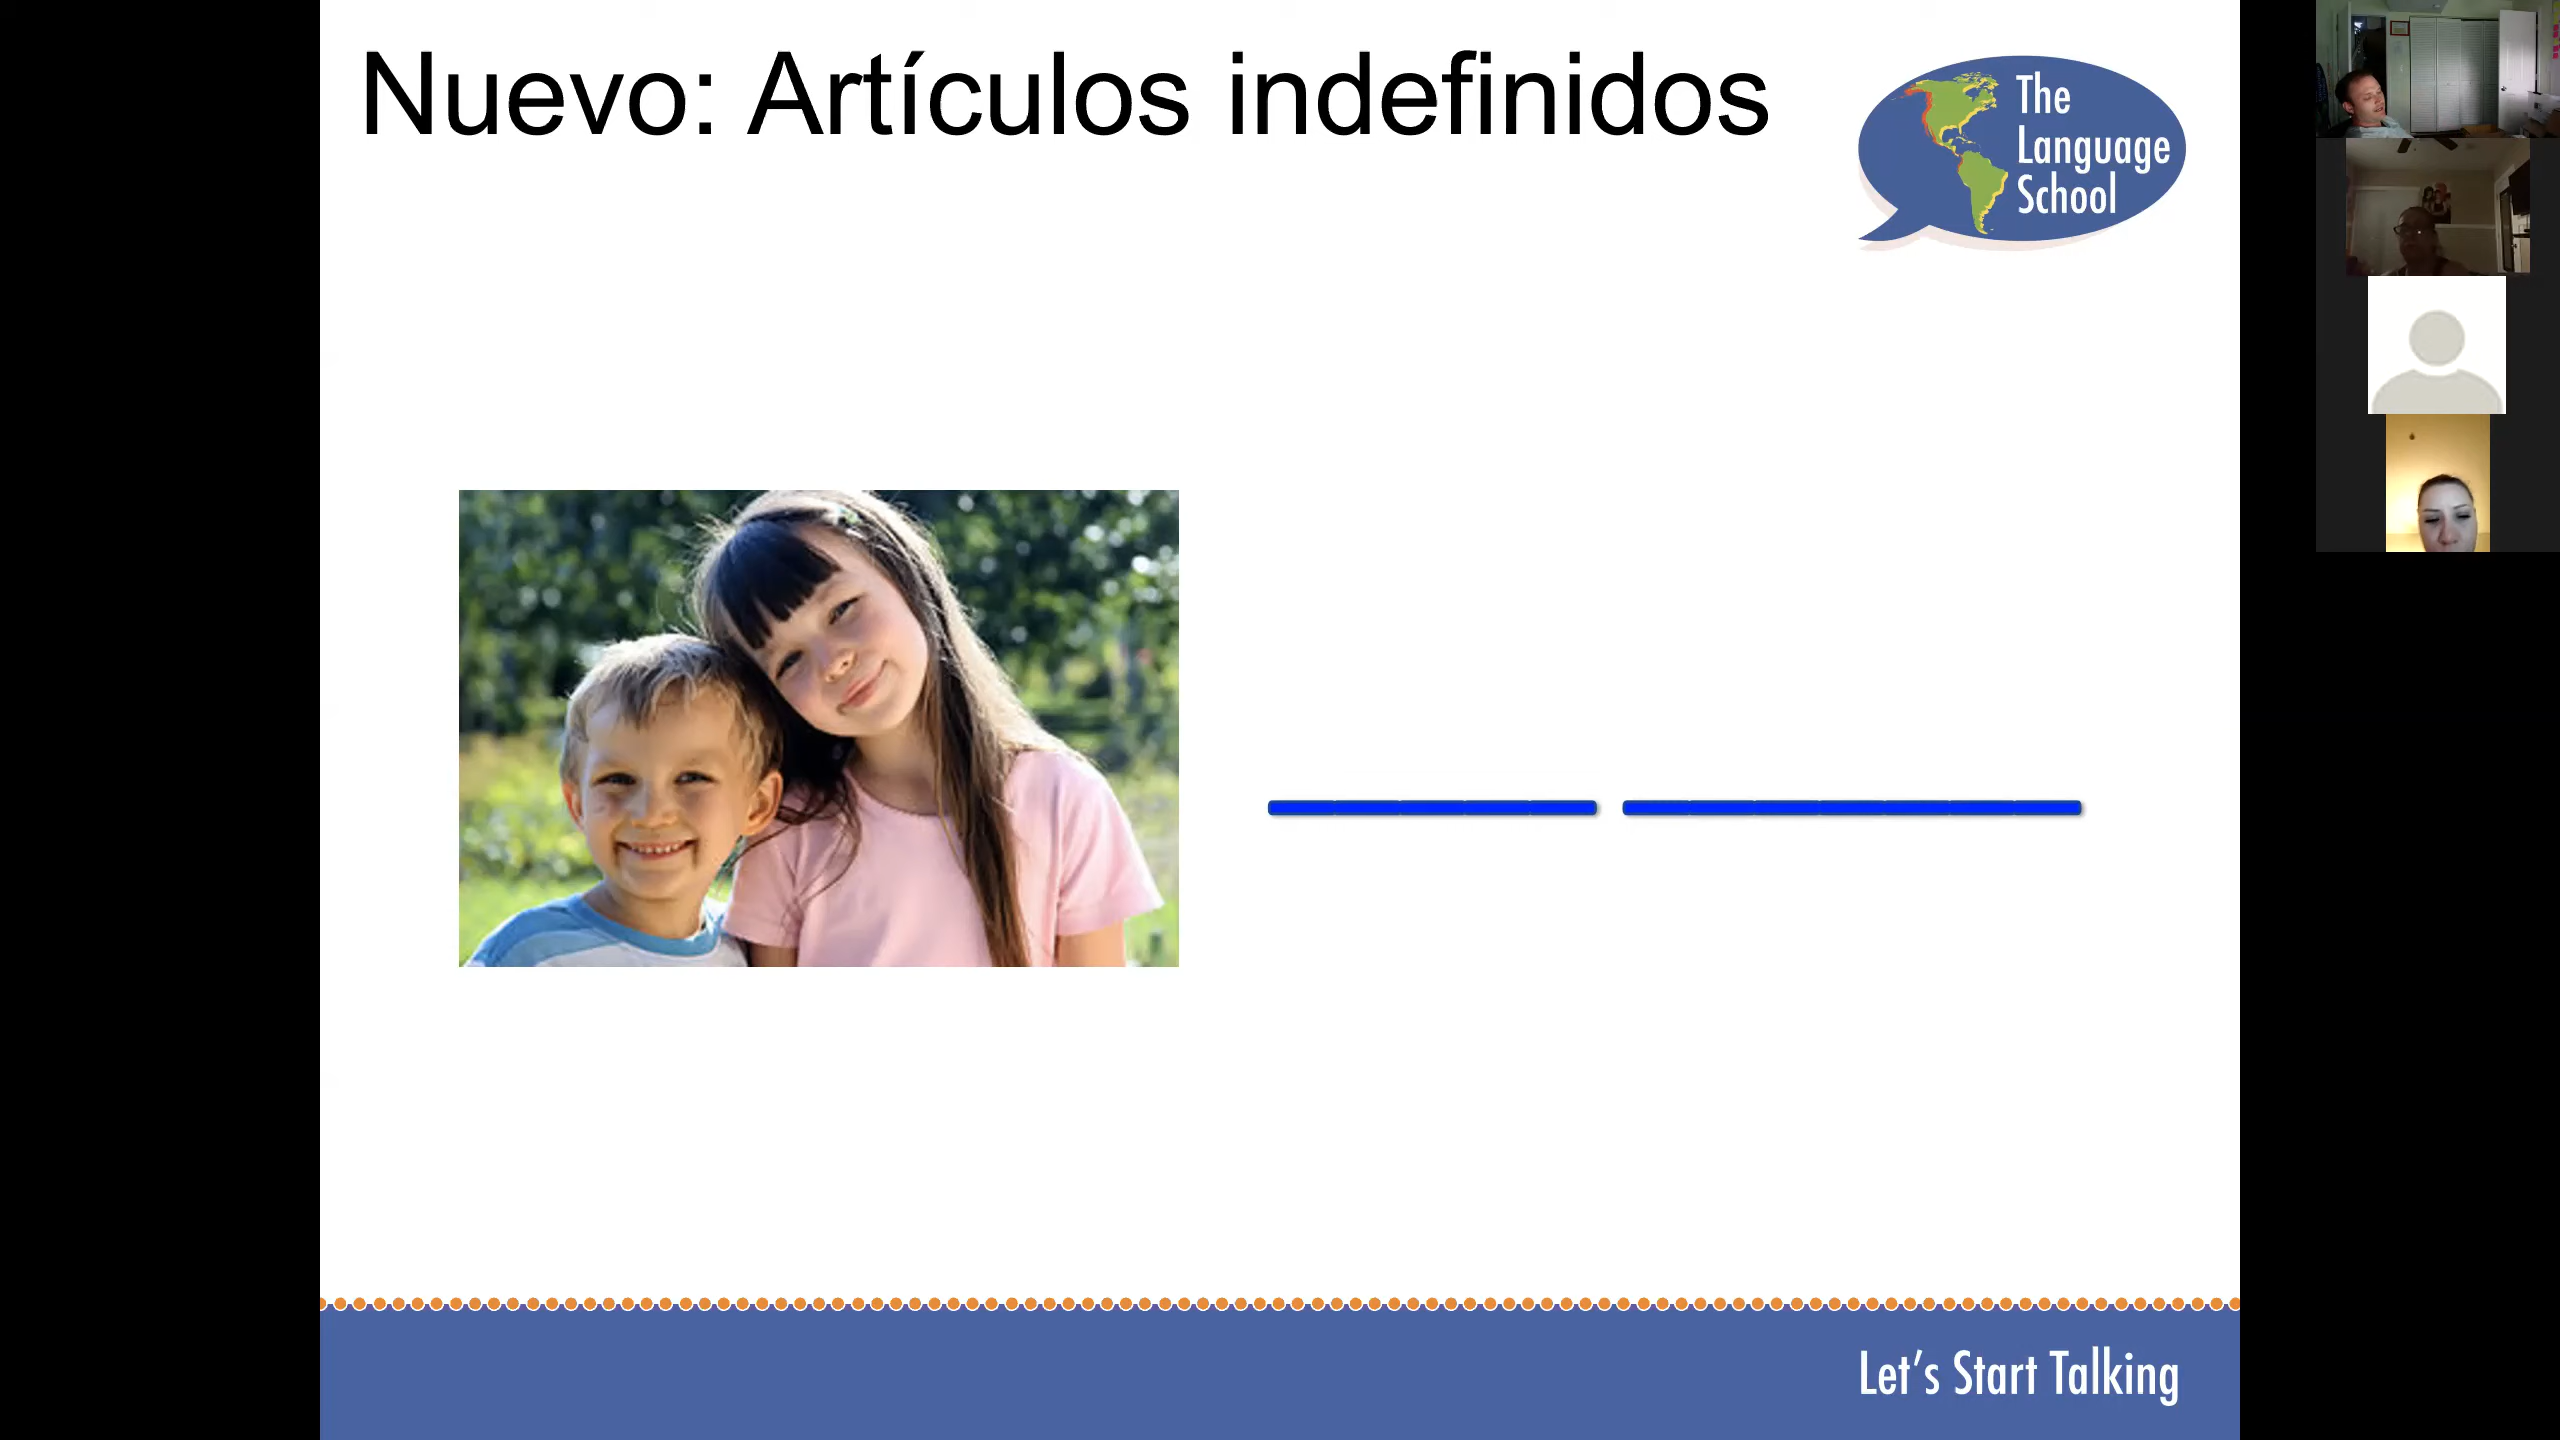 Nuevo: Artículos indefinidos
The
Language
School
Let's Start Talking